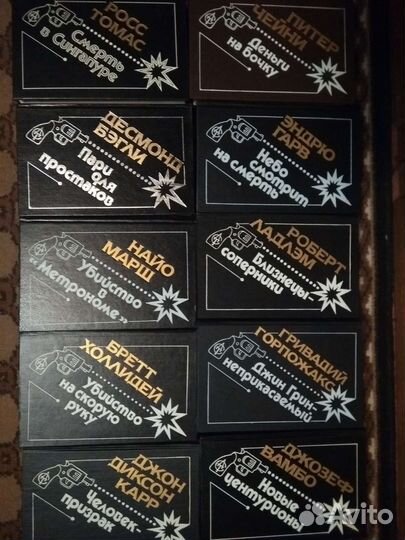 РОСС
ТОМАС
Смерть
в Сингапуре
ПИТЕР
ЧЕЙНИ
Деньги
на бочку
ДЕСМОНД
БЭГЛИ
Пари
для
простаков
ЭНДРЮ
ГАРВ
Небо
смотрит
на смерть
НАЙО
МАРШ
Убийство
в
"Метрономе"
РОБЕРТ
ЛАДЛЭМ
Близнецы-
соперники
БРЕТТ
ХОЛЛИДЕЙ
Убийство
на скорую
руку
ГРИВАДИЙ
ГОРПОЖАКС
Джин Грин-
неприкасаемый
ДЖОН
ДИКСОН
КАРР
Человек-
призрак
ДЖОЗЕФ
ВАМБО
Новые
центурионы
Avito